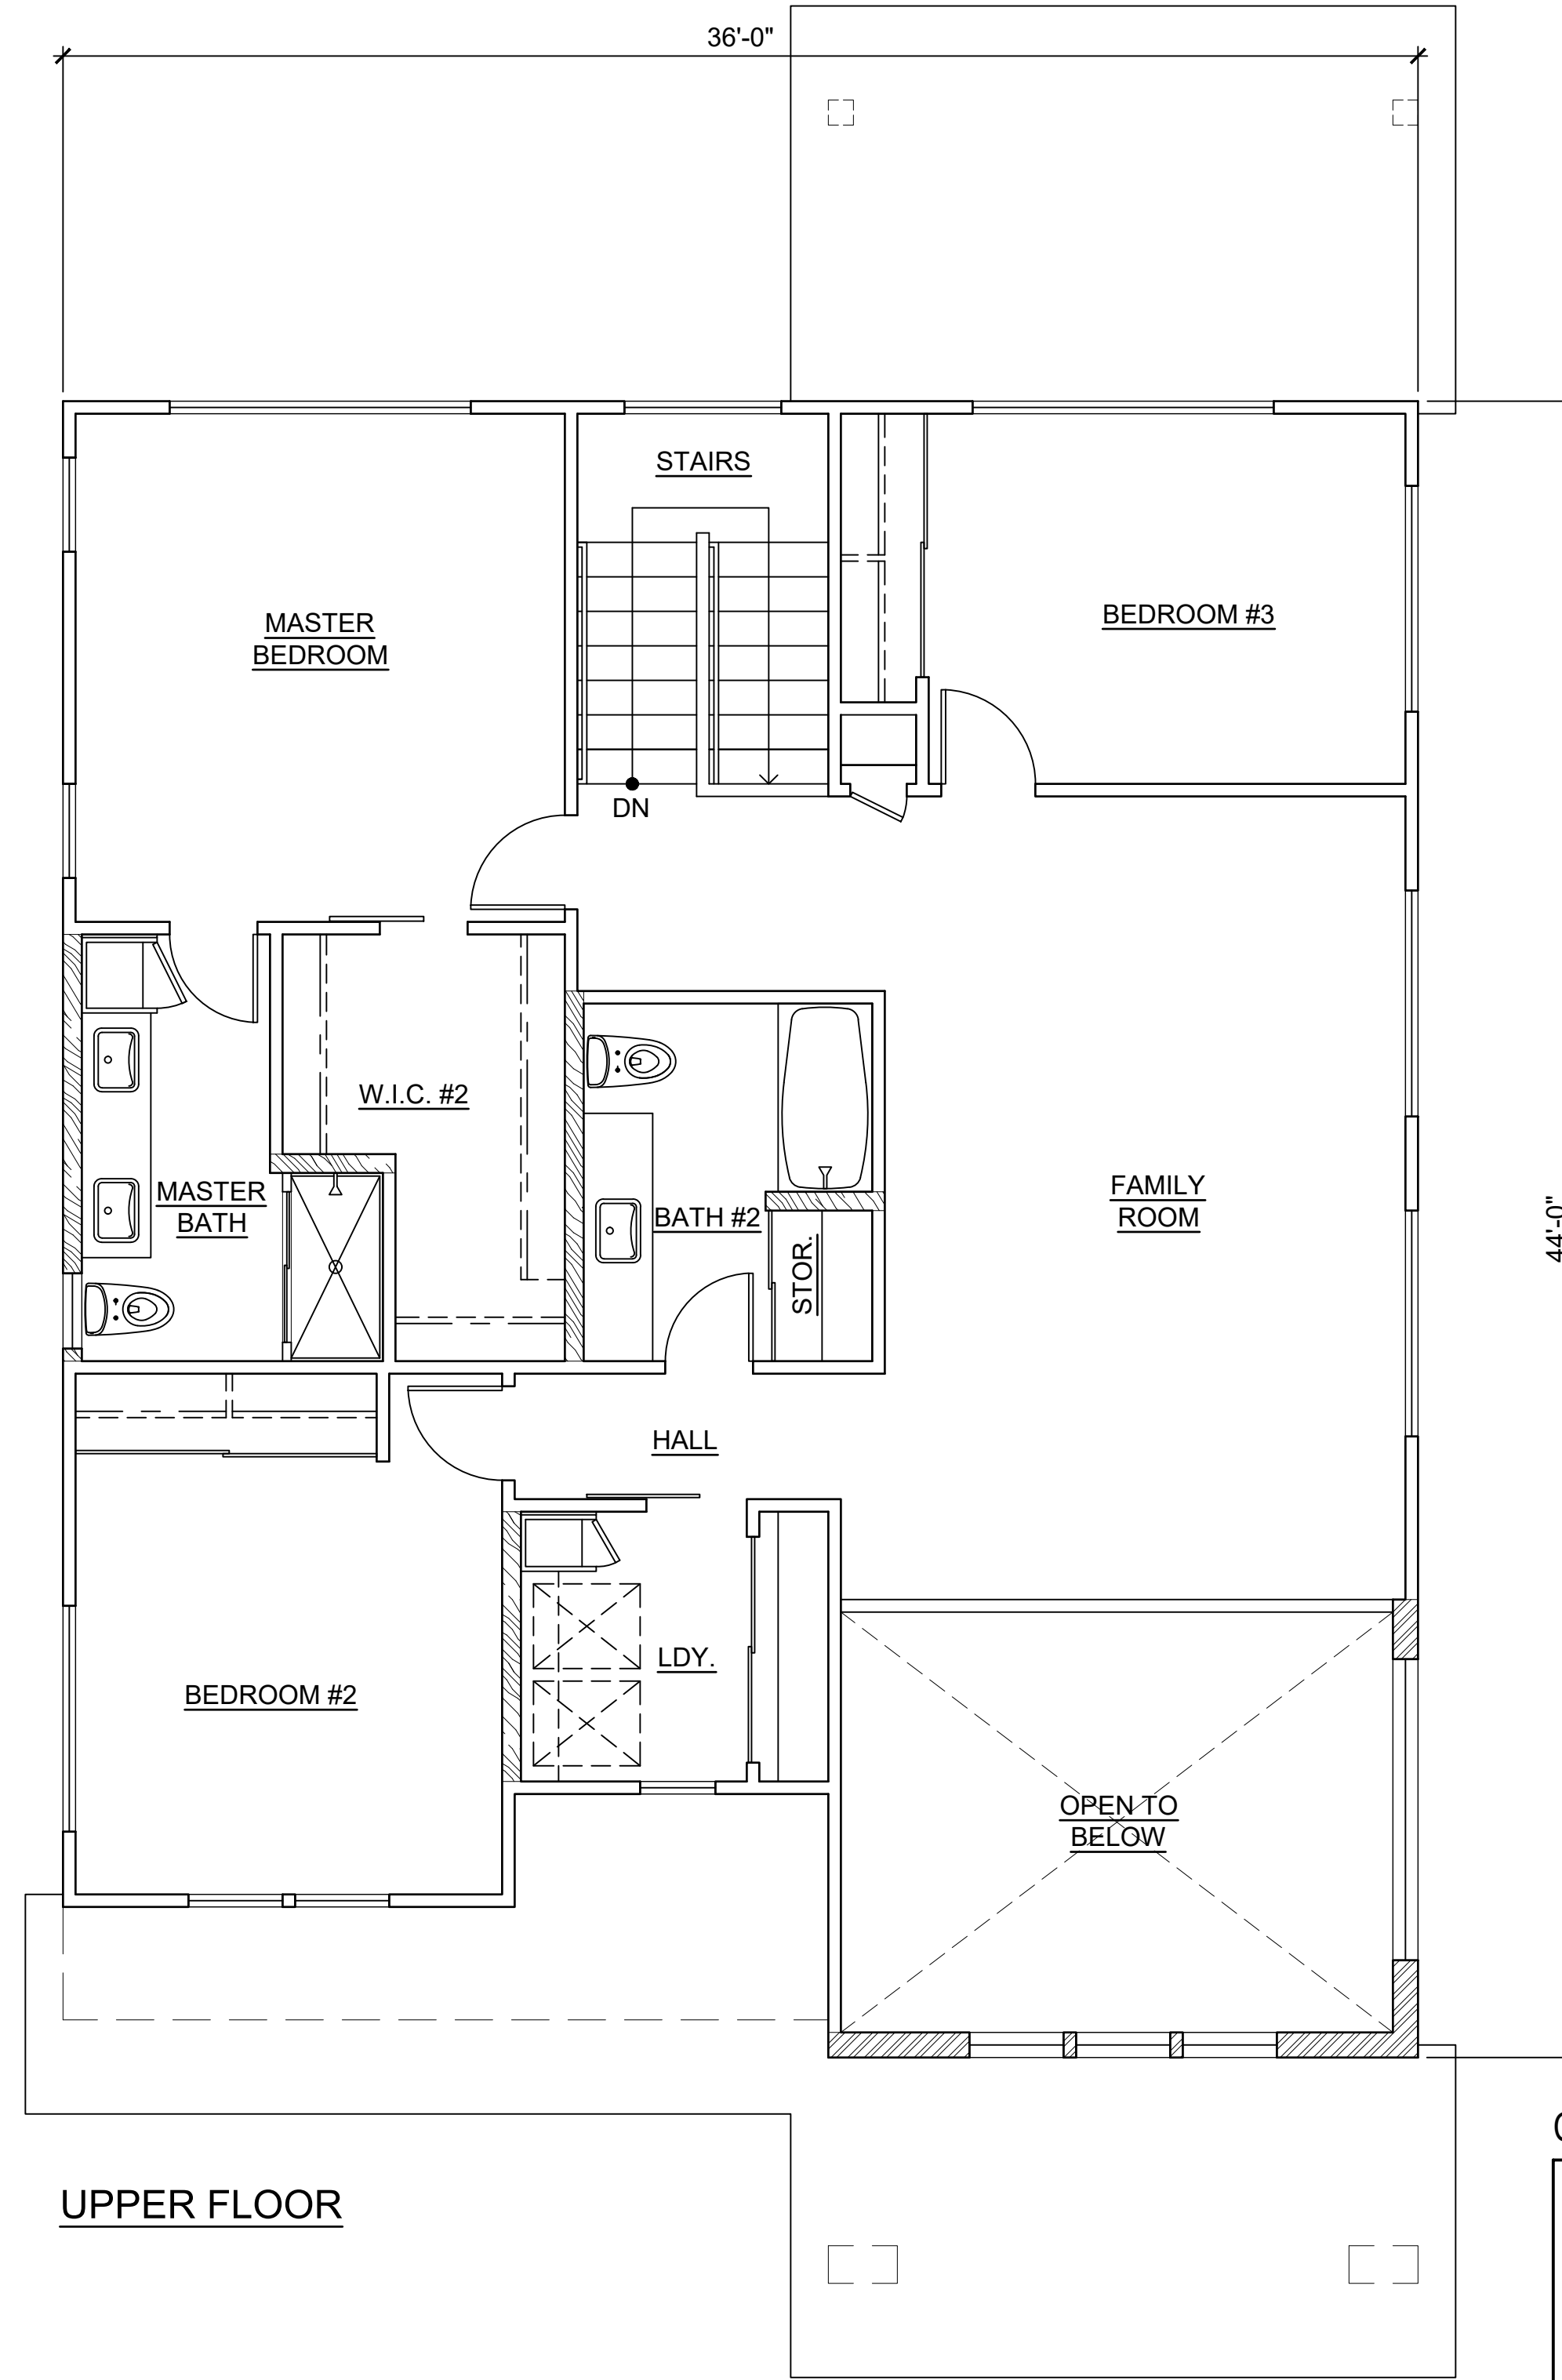 36'-0"
STAIRS
MASTER
BEDROOM
BEDROOM #3
DN
W.I.C. #2
MASTER
BATH
BATH #2
STOR.
FAMILY
ROOM
44'-0"
HALL
LDY.
BEDROOM #2
OPEN TO
BELOW
UPPER FLOOR